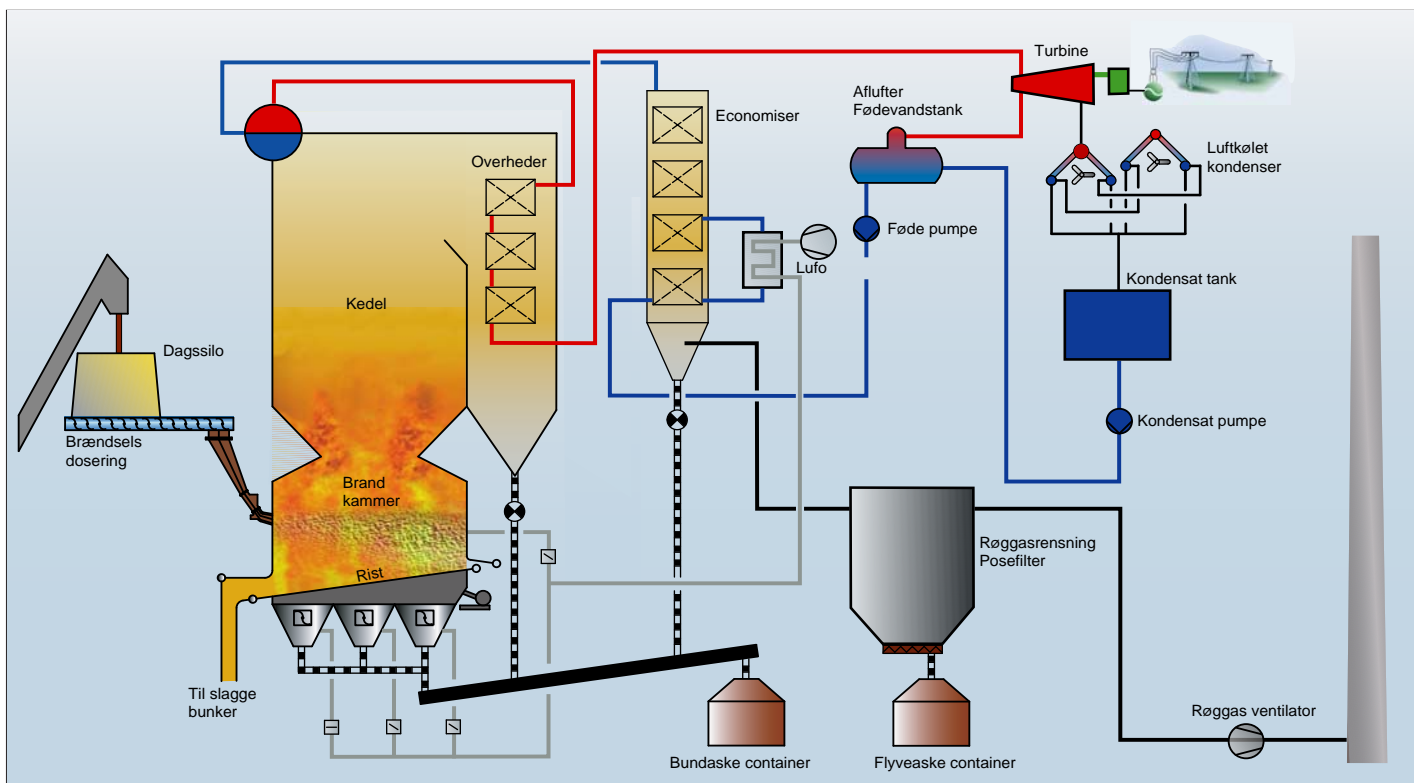 Turbine
Aflufter
Fødevandstank
Economiser
Luftkølet
kondenser
Overheder
Føde pumpe
Lufo
Kondensat tank
Kedel
Dagssilo
Kondensat pumpe
Brændsels
dosering
Brand
kammer
Røggasrensning
Posefilter
Rist
Til slagge
bunker
Røggas ventilator
Bundaske container
Flyveaske container